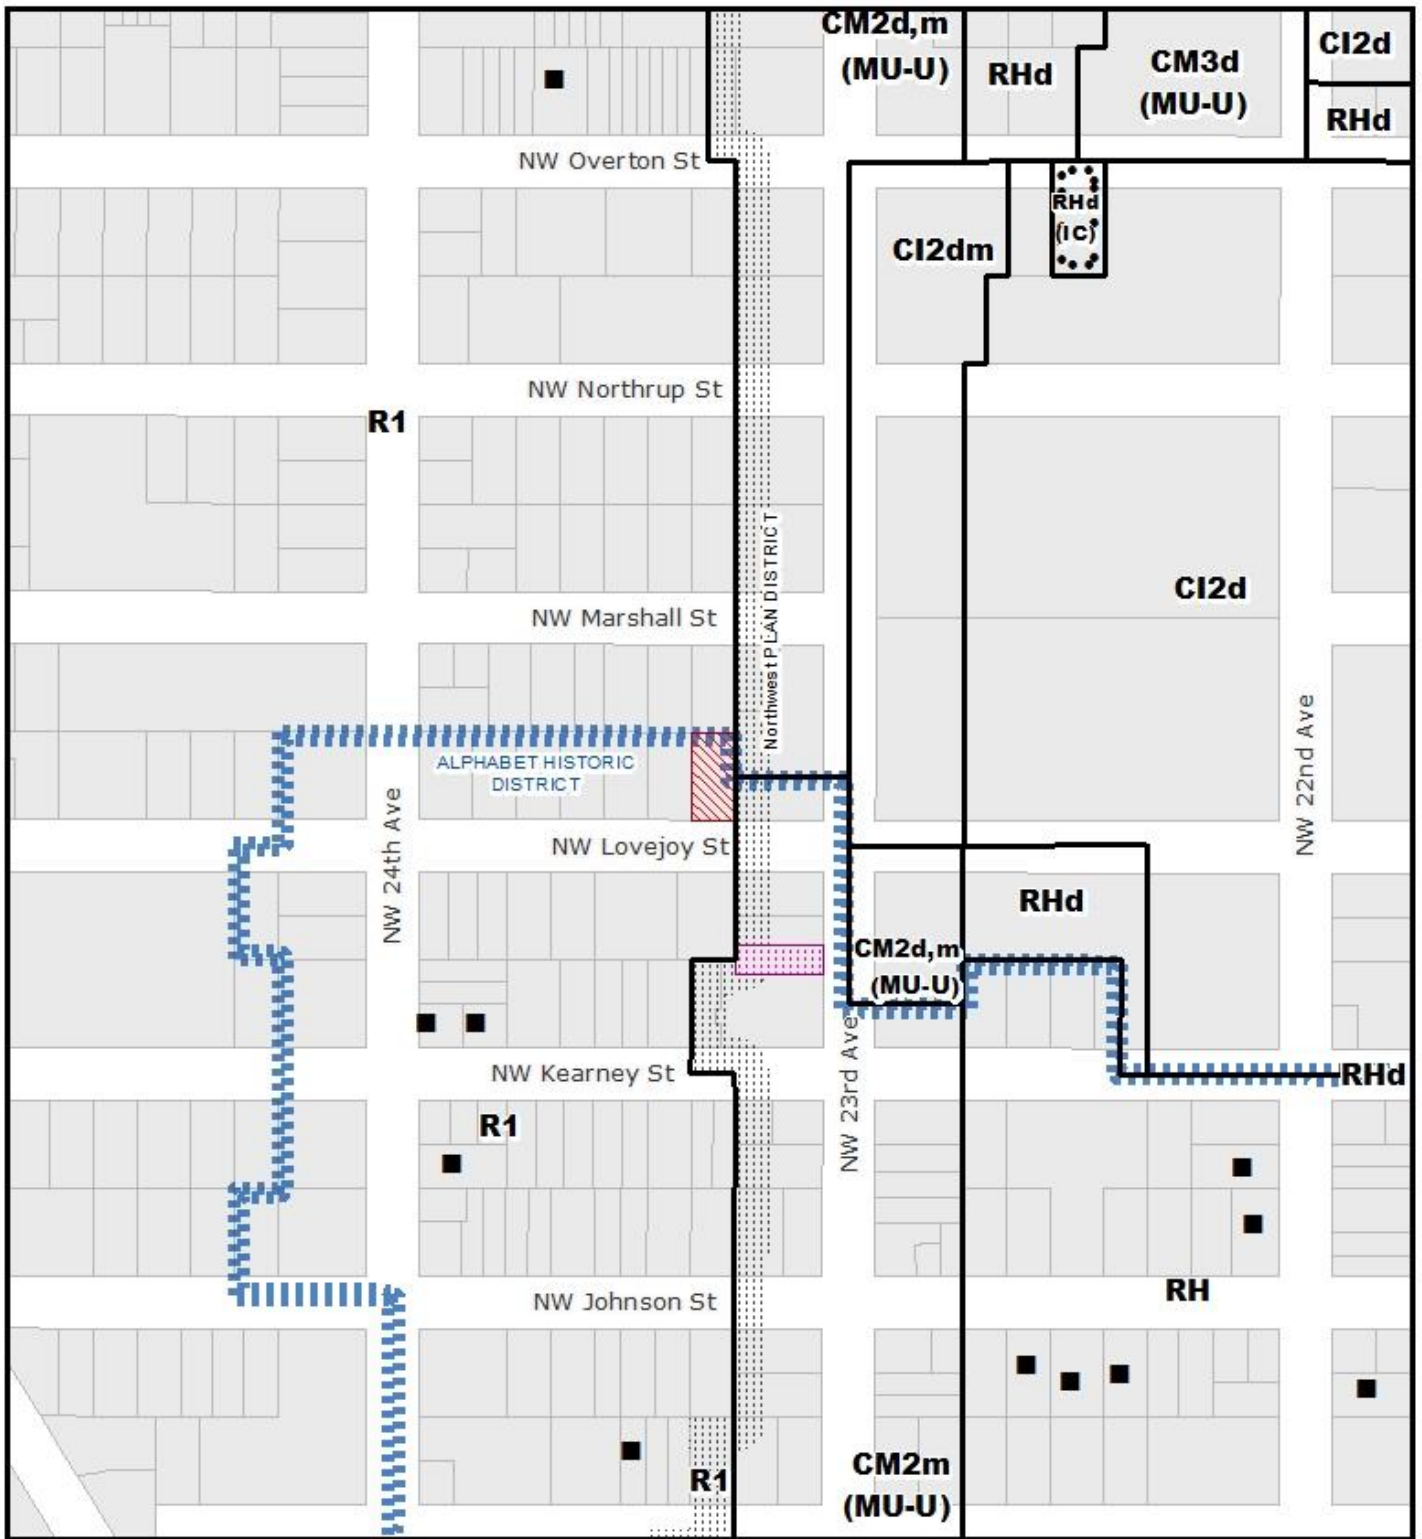 CM2d,m
(MU-U)
RHd
CM3d
(MU-U)
CI2d
RHd
NW Overton St
RHd
(IC)
CI2dm
NW Northrup St
R1
Northwest PLAN DISTRICT
CI2d
NW Marshall St
NW 22nd Ave
ALPHABET HISTORIC
DISTRICT
NW 24th Ave
NW Lovejoy St
RHd
CM2d,m
(MU-U)
NW 23rd Ave
NW Kearney St
RHd
R1
RH
NW Johnson St
CM2m
(MU-U)
R1